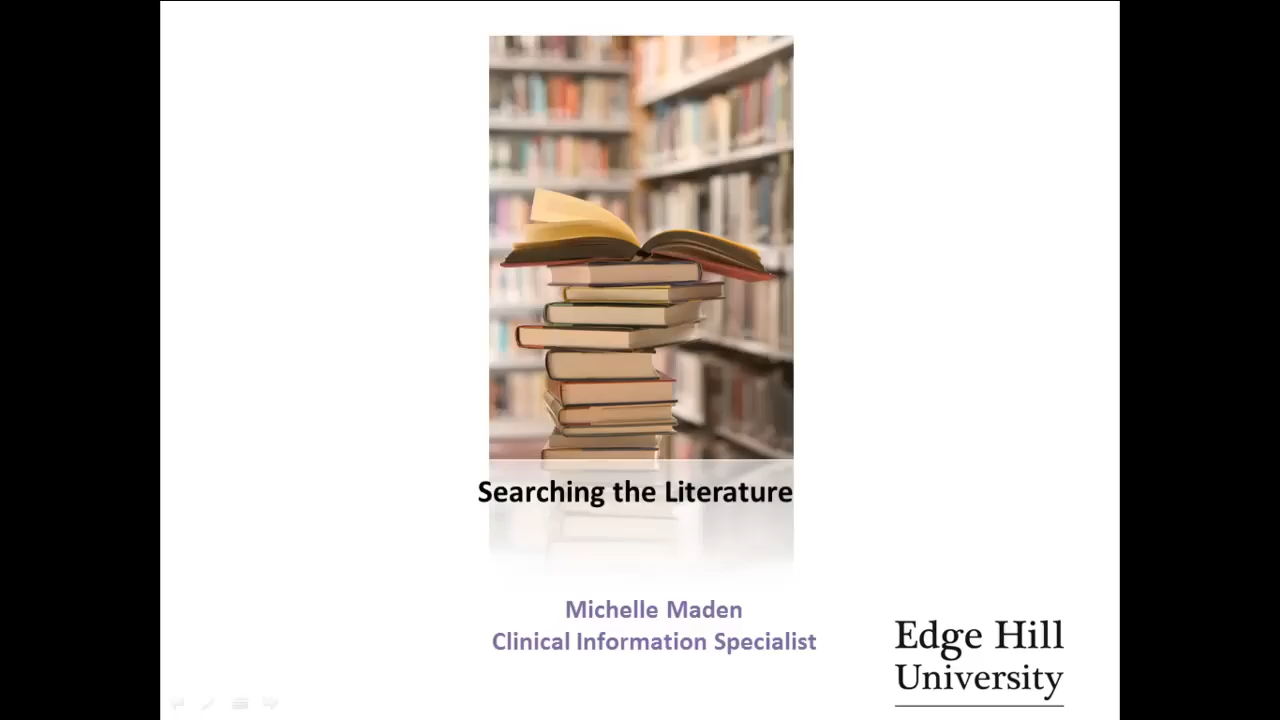 Searching the Literature
Michelle Maden
Clinical Information Specialist
Edge Hill
University